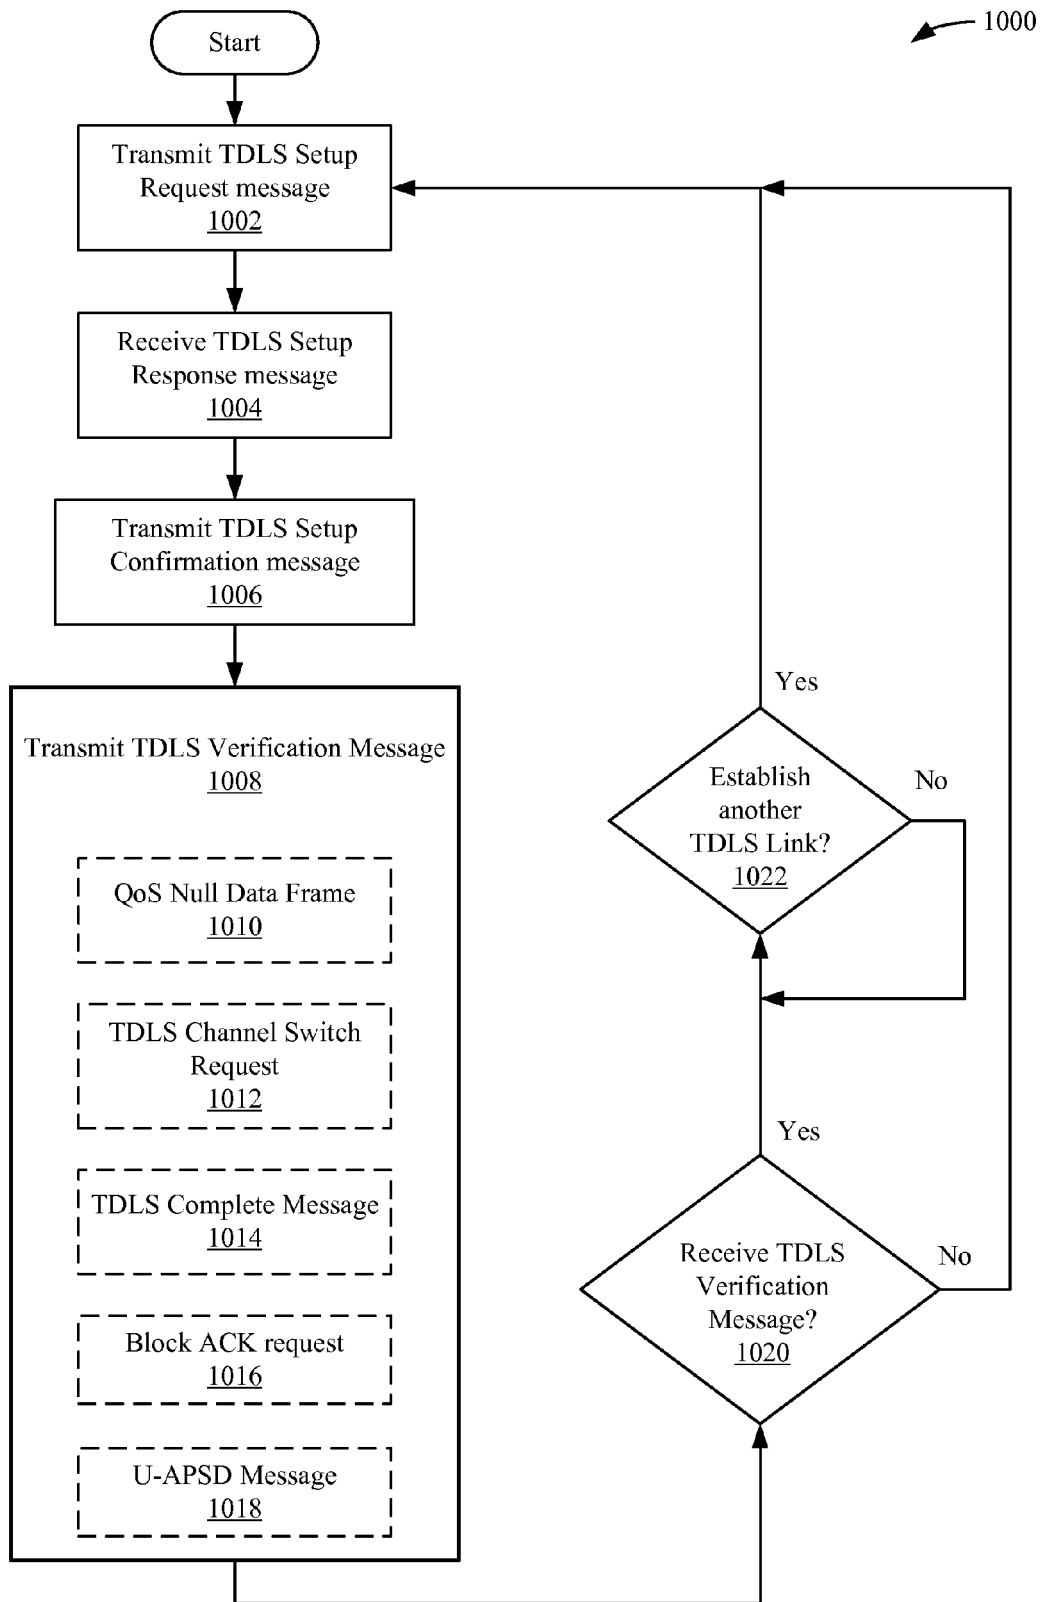 1000
Start
Transmit TDLS Setup
Request message
1002
Receive TDLS Setup
Response message
1004
Transmit TDLS Setup
Confirmation message
1006
Transmit TDLS Verification Message
1008
QoS Null Data Frame
1010
TDLS Channel Switch
Request
1012
TDLS Complete Message
1014
Block ACK request
1016
U-APSD Message
1018
Yes
Establish
another
TDLS Link?
1022
No
Yes
Receive TDLS
Verification
Message?
1020
No